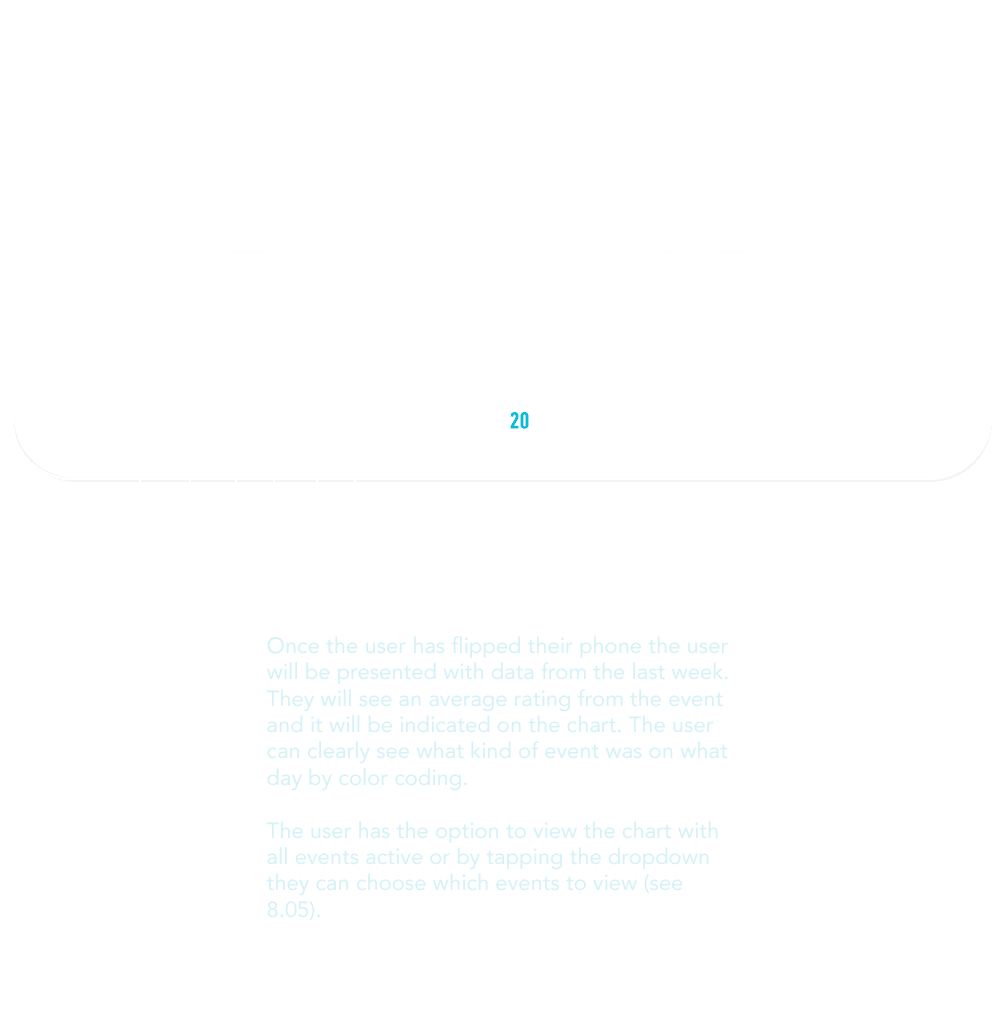 20
Once the user has flipped their phone the user
will be presented with data from the last week.
They will see an average rating from the event
and it will be indicated on the chart. The user
can clearly see what kind of event was on what
day by color coding.
The user has the option to view the chart with
all events active or by tapping the dropdown
they can choose which events to view (see
8.05).